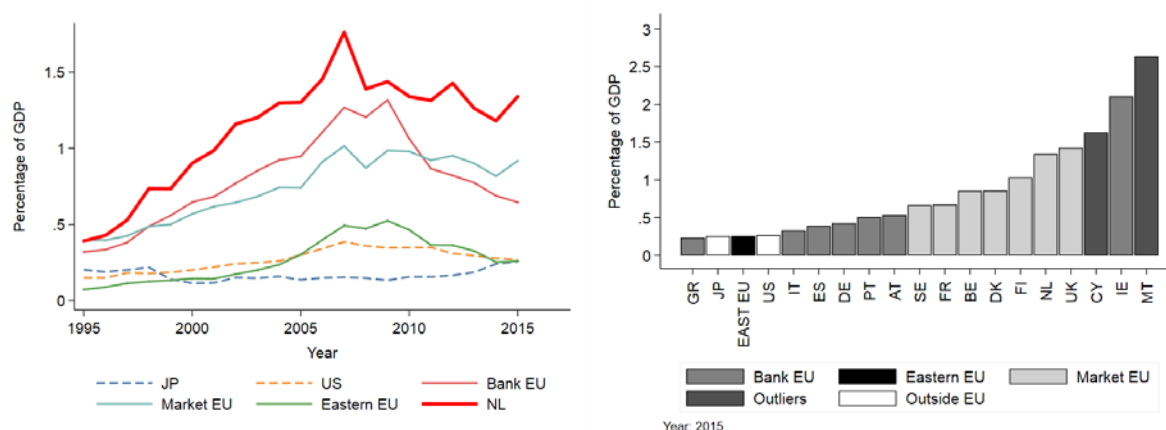 Percentage of GDP
1.5
1
.5
0
1995
2000
2005
2010
2015
Year
JP
US
Bank EU
Market EU
Eastern EU
NL
Percentage of GDP
3
2.5
2
1.5
1
.5
0
GR
JP
EAST EU
US
IT
ES
DE
PT
AT
SE
FR
BE
DK
FI
NL
UK
CY
IE
MT
Bank EU
Eastern EU
Market EU
Outliers
Outside EU
Year: 2015